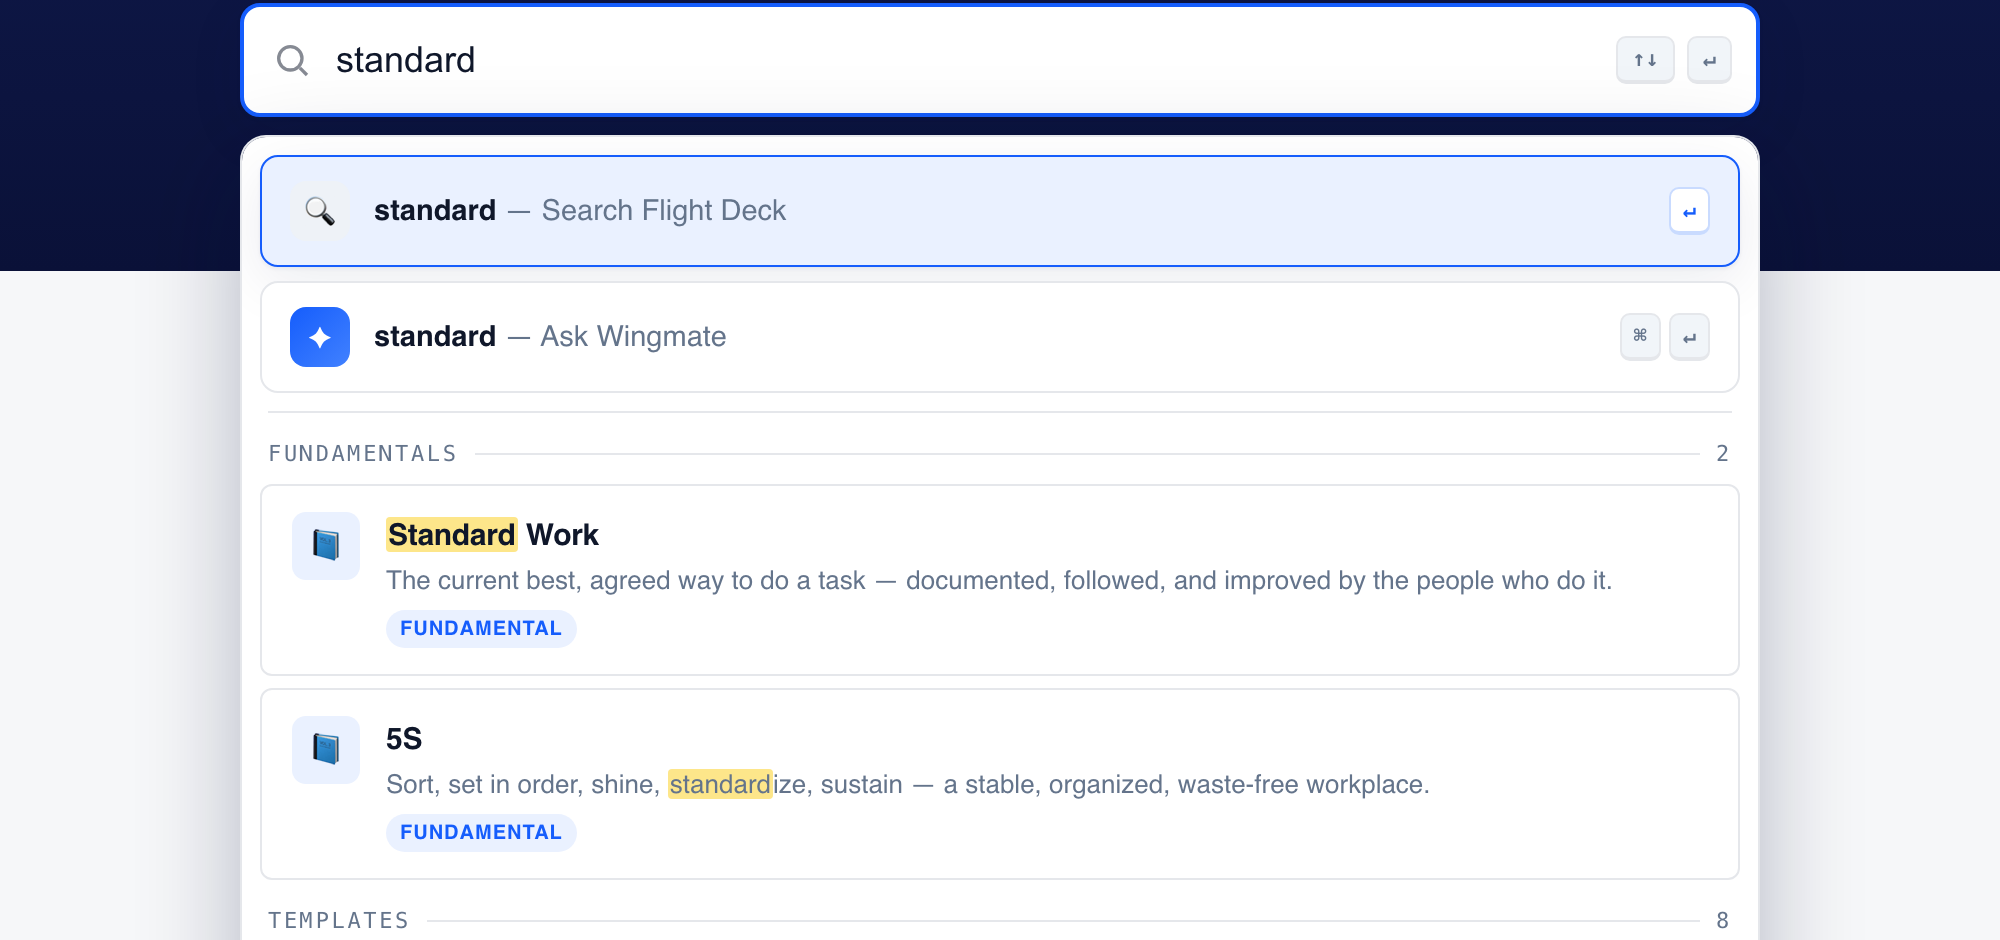 standard ↑↓ ↵
standard — Search Flight Deck ↵
standard — Ask Wingmate ⌘ ↵
FUNDAMENTALS 2
Standard Work
The current best, agreed way to do a task — documented, followed, and improved by the people who do it.
FUNDAMENTAL
5S
Sort, set in order, shine, standardize, sustain — a stable, organized, waste-free workplace.
FUNDAMENTAL
TEMPLATES 8